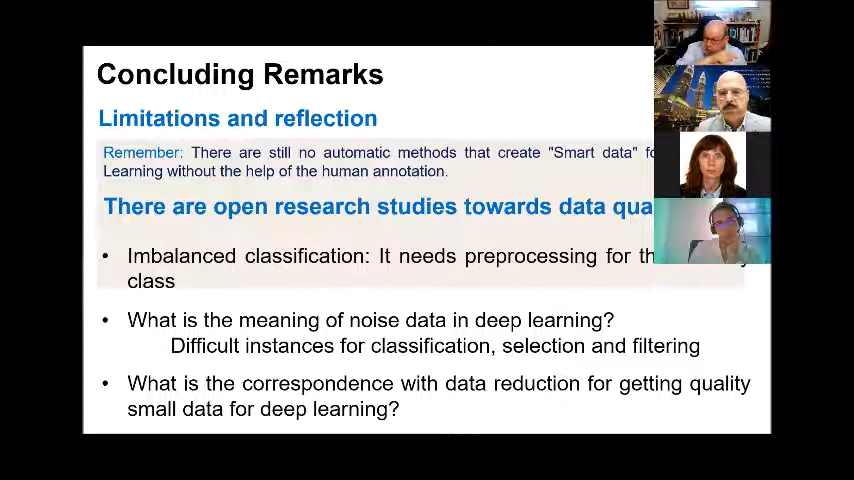 Concluding Remarks
Limitations and reflection
Remember: There are still no automatic methods that create "Smart data"
Learning without the help of the human annotation.
There are open research studies towards data
• Imbalanced classification: It needs preprocessing for
class
• What is the meaning of noise data in deep learning?
Difficult instances for classification, selection and filtering
• What is the correspondence with data reduction for getting quality
small data for deep learning?